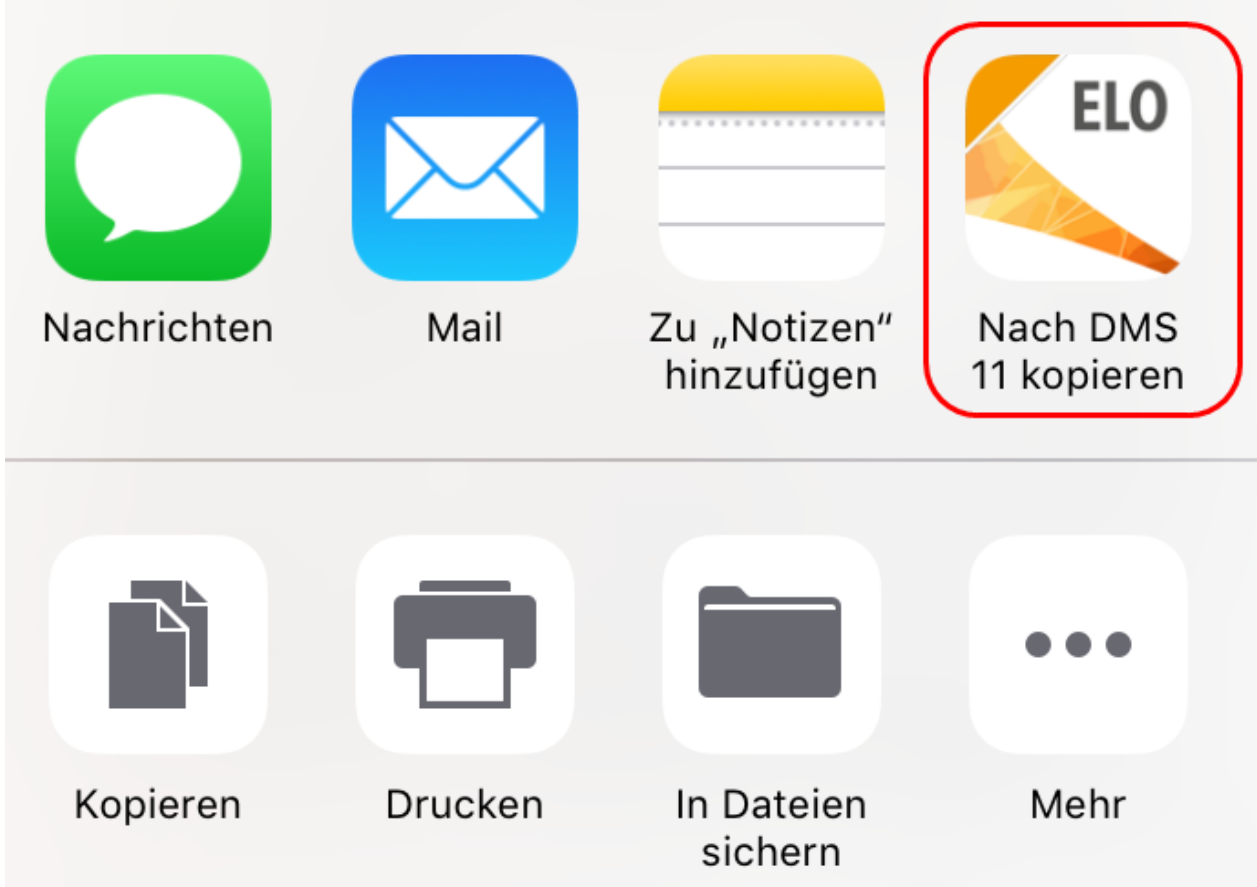 ELO
Nachrichten
Mail
Zu „Notizen“
hinzufügen
Nach DMS
11 kopieren
Kopieren
Drucken
In Dateien
sichern
Mehr